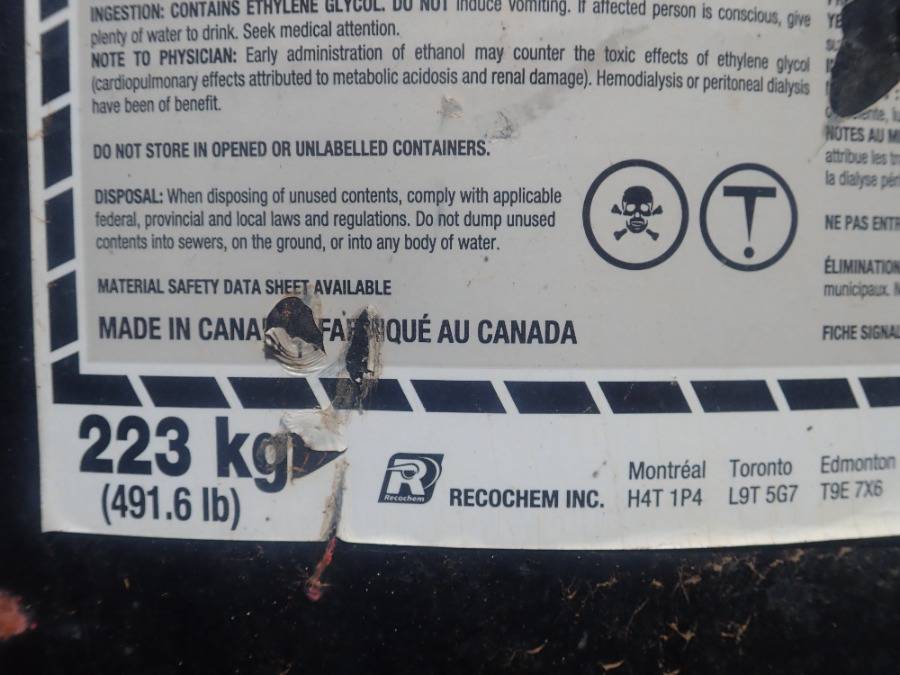 INGESTION: CONTAINS ETHYLENE GLYCOL. DO NOT induce vomiting. If affected person is conscious, give
plenty of water to drink. Seek medical attention.
NOTE TO PHYSICIAN: Early administration of ethanol may counter the toxic effects of ethylene glycol
(cardiopulmonary effects attributed to metabolic acidosis and renal damage). Hemodialysis or peritoneal dialysis
have been of benefit.
DO NOT STORE IN OPENED OR UNLABELLED CONTAINERS.
DISPOSAL: When disposing of unused contents, comply with applicable
federal, provincial and local laws and regulations. Do not dump unused
contents into sewers, on the ground, or into any body of water.
MATERIAL SAFETY DATA SHEET AVAILABLE
MADE IN CANA FA IQUÉ AU CANADA
NOTES AU M
attribue les
la dialyse
NE PAS ENTR
ÉLIMINATION
municipaux.
FICHE SIGNAL
223 kg
(491.6 lb)
R
Recochem
RECOCHEM INC.
Montréal
H4T 1P4
Toronto
L9T 5G7
Edmonton
T9E 7X6